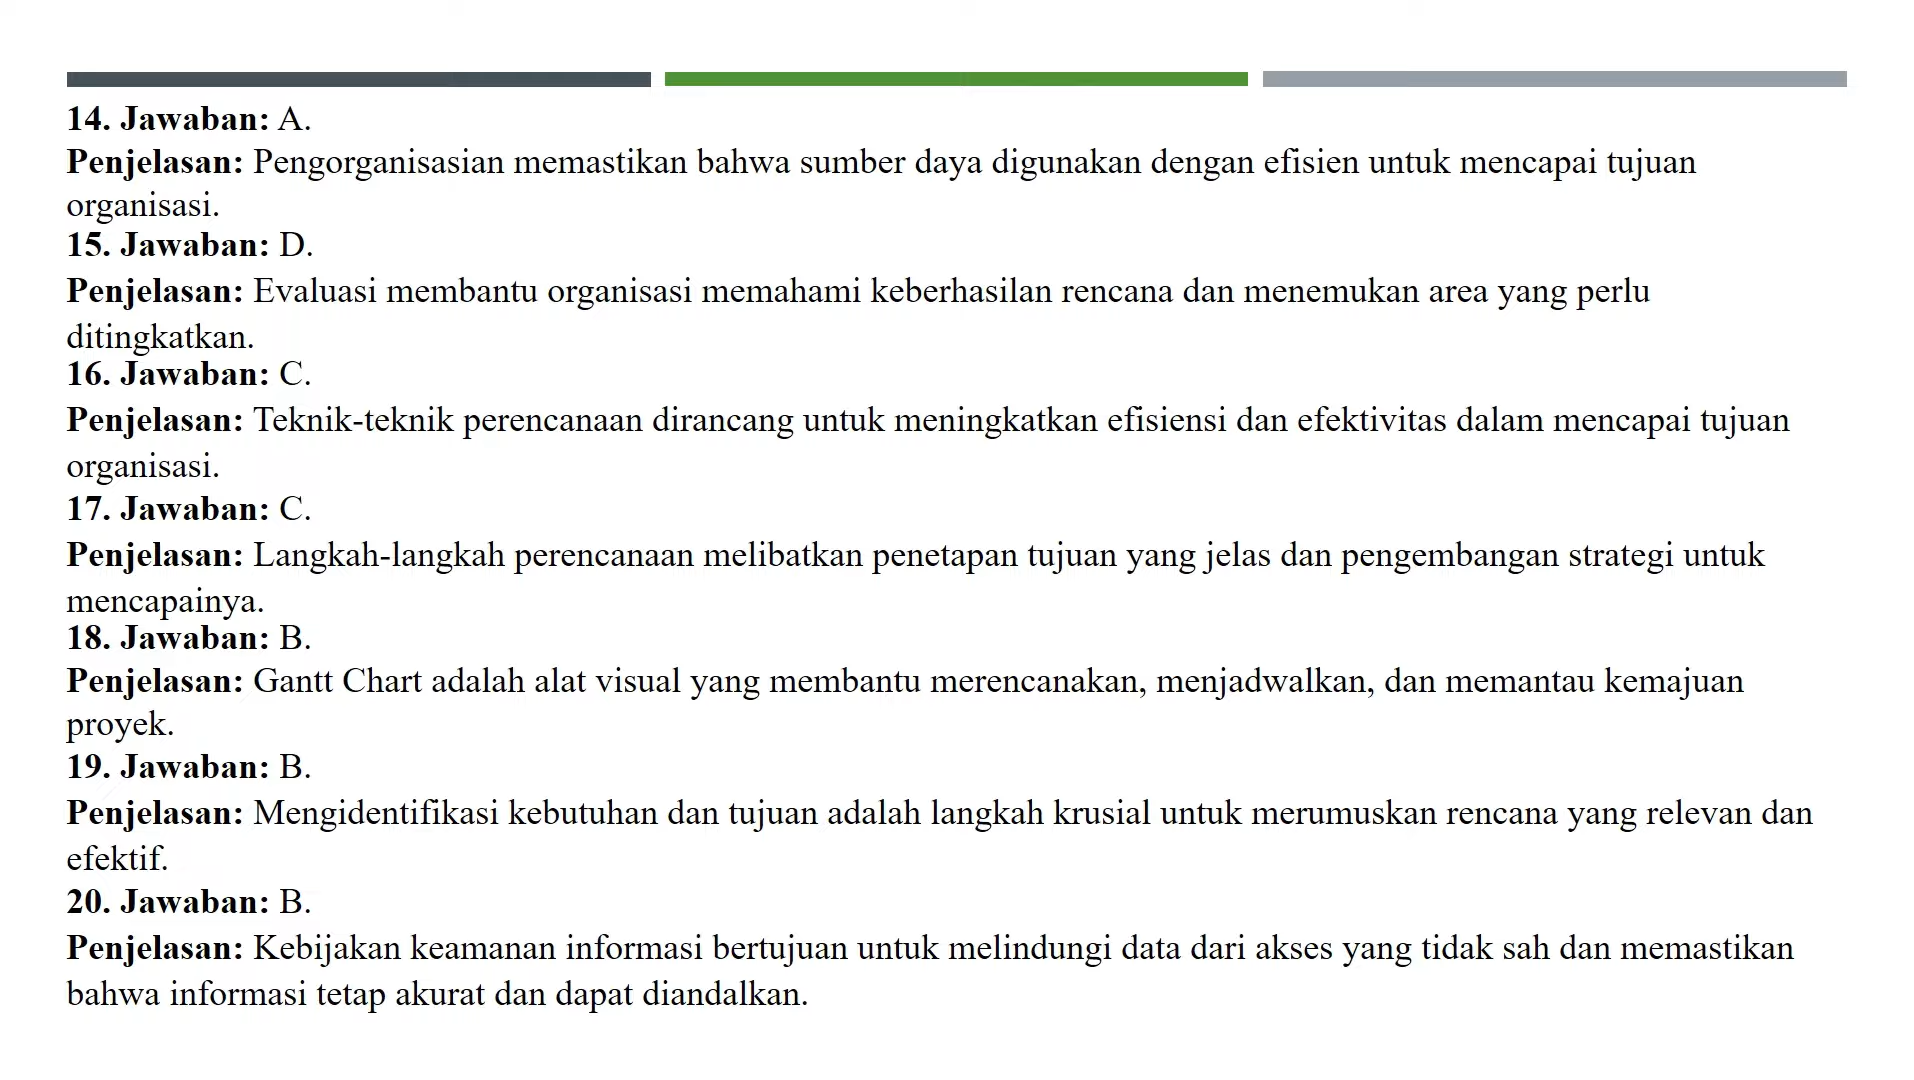 14. Jawaban: A.
Penjelasan: Pengorganisasian memastikan bahwa sumber daya digunakan dengan efisien untuk mencapai tujuan
organisasi.
15. Jawaban: D.
Penjelasan: Evaluasi membantu organisasi memahami keberhasilan rencana dan menemukan area yang perlu
ditingkatkan.
16. Jawaban: C.
Penjelasan: Teknik-teknik perencanaan dirancang untuk meningkatkan efisiensi dan efektivitas dalam mencapai tujuan
organisasi.
17. Jawaban: C.
Penjelasan: Langkah-langkah perencanaan melibatkan penetapan tujuan yang jelas dan pengembangan strategi untuk
mencapainya.
18. Jawaban: B.
Penjelasan: Gantt Chart adalah alat visual yang membantu merencanakan, menjadwalkan, dan memantau kemajuan
proyek.
19. Jawaban: B.
Penjelasan: Mengidentifikasi kebutuhan dan tujuan adalah langkah krusial untuk merumuskan rencana yang relevan dan
efektif.
20. Jawaban: B.
Penjelasan: Kebijakan keamanan informasi bertujuan untuk melindungi data dari akses yang tidak sah dan memastikan
bahwa informasi tetap akurat dan dapat diandalkan.